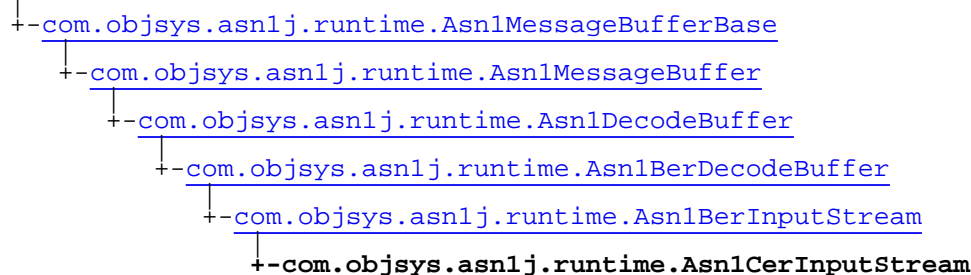 +-com.objsys.asn1j.runtime.Asn1MessageBufferBase
+-com.objsys.asn1j.runtime.Asn1MessageBuffer
+-com.objsys.asn1j.runtime.Asn1DecodeBuffer
+-com.objsys.asn1j.runtime.Asn1BerDecodeBuffer
+-com.objsys.asn1j.runtime.Asn1BerInputStream
+-com.objsys.asn1j.runtime.Asn1CerInputStream